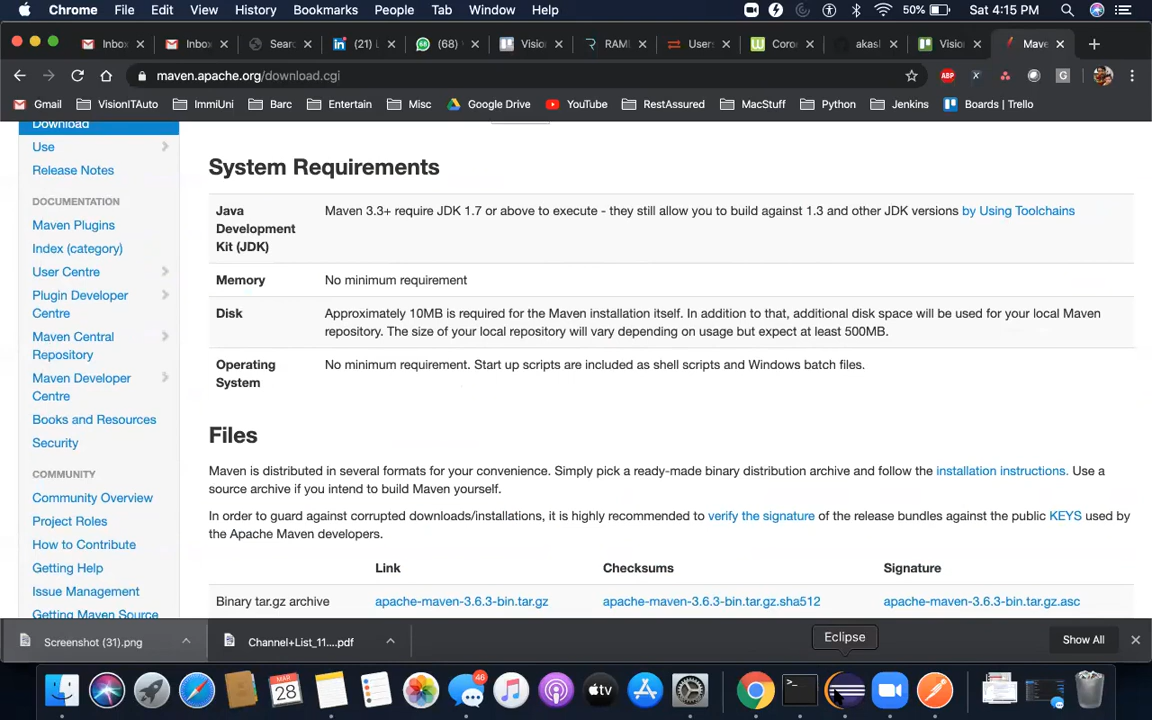 Chrome File Edit View History Bookmarks People Tab Window Help 50% Sat 4:15 PM
Inbox Inbox Searc (21) L (68) Visio RAMI Users Coro akas Visio Mave
maven.apache.org/download.cgi
Gmail VisionITAuto ImmiUni Barc Entertain Misc Google Drive YouTube RestAssured MacStuff Python Jenkins Boards | Trello
Download
Use
Release Notes
DOCUMENTATION
Maven Plugins
Index (category)
User Centre
Plugin Developer
Centre
Maven Central
Repository
Maven Developer
Centre
Books and Resources
Security
COMMUNITY
Community Overview
Project Roles
How to Contribute
Getting Help
Issue Management
Getting Maven Source
System Requirements
Java
Development
Kit (JDK)
Maven 3.3+ require JDK 1.7 or above to execute - they still allow you to build against 1.3 and other JDK versions by Using Toolchains
Memory
No minimum requirement
Disk
Approximately 10MB is required for the Maven installation itself. In addition to that, additional disk space will be used for your local Maven
repository. The size of your local repository will vary depending on usage but expect at least 500MB.
Operating
System
No minimum requirement. Start up scripts are included as shell scripts and Windows batch files.
Files
Maven is distributed in several formats for your convenience. Simply pick a ready-made binary distribution archive and follow the installation instructions. Use a
source archive if you intend to build Maven yourself.
In order to guard against corrupted downloads/installations, it is highly recommended to verify the signature of the release bundles against the public KEYS used by
the Apache Maven developers.
Link Checksums Signature
Binary tar.gz archive apache-maven-3.6.3-bin.tar.gz apache-maven-3.6.3-bin.tar.gz.sha512 apache-maven-3.6.3-bin.tar.gz.asc
Screenshot (31).png Channel+List_11....pdf Show All
Eclipse
MAR
28
46
tv